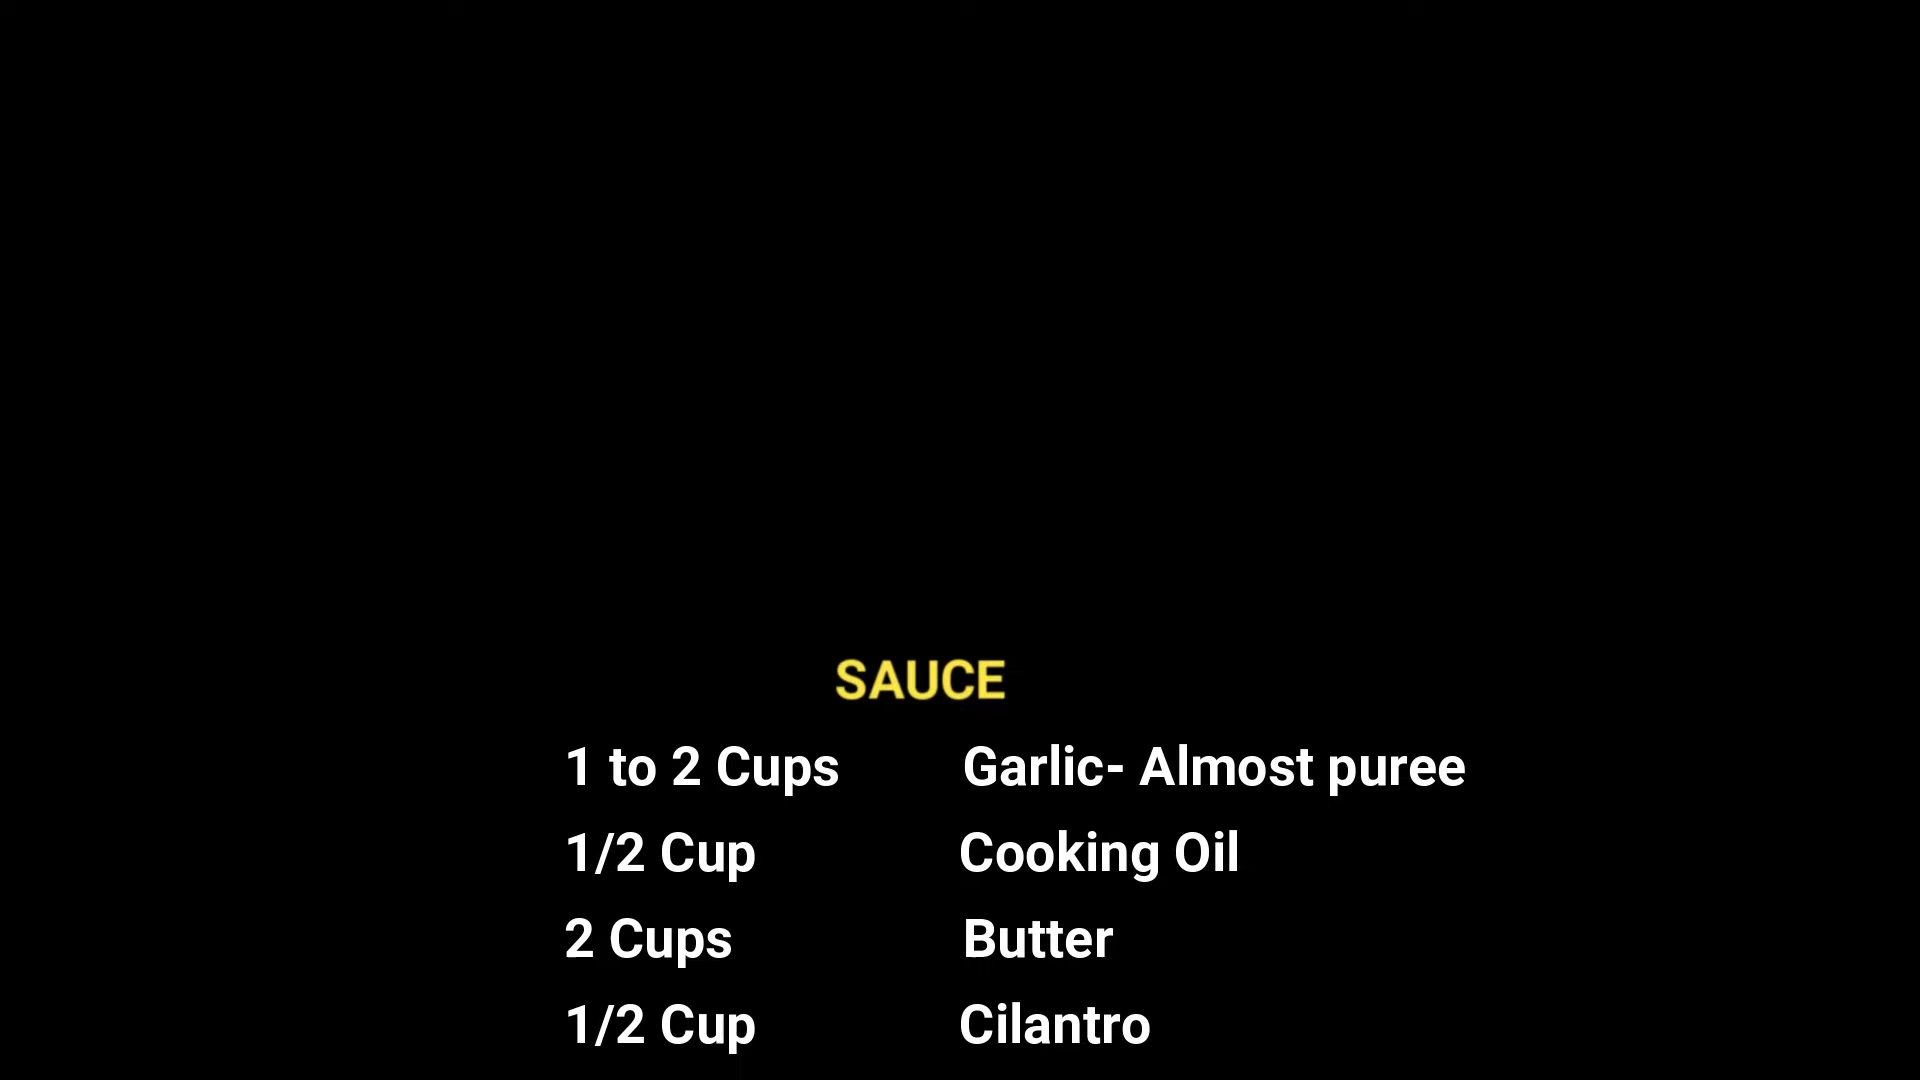 SAUCE
1 to 2 Cups Garlic- Almost puree
1/2 Cup Cooking Oil
2 Cups Butter
1/2 Cup Cilantro